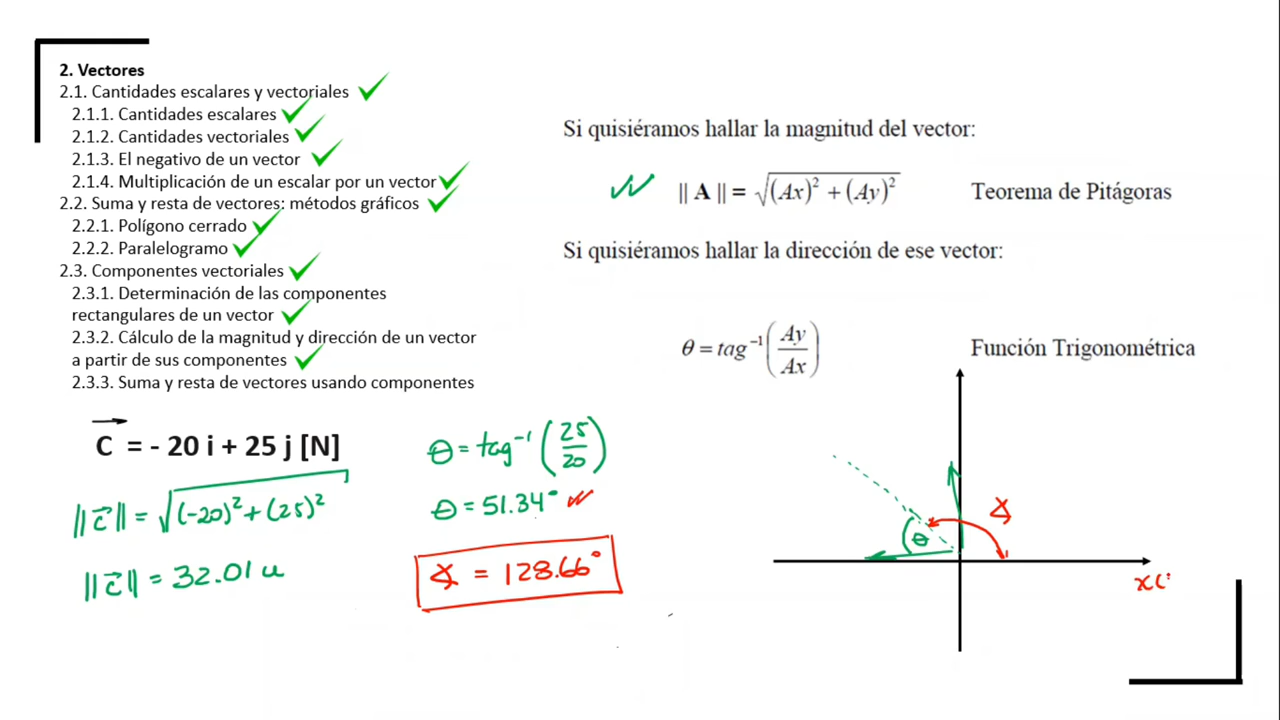 2. Vectores
2.1. Cantidades escalares y vectoriales
2.1.1. Cantidades escalares
2.1.2. Cantidades vectoriales
2.1.3. El negativo de un vector
2.1.4. Multiplicación de un escalar por un vector
2.2. Suma y resta de vectores: métodos gráficos
2.2.1. Polígono cerrado
2.2.2. Paralelogramo
2.3. Componentes vectoriales
2.3.1. Determinación de las componentes
rectangulares de un vector
2.3.2. Cálculo de la magnitud y dirección de un vector
a partir de sus componentes
2.3.3. Suma y resta de vectores usando componentes
Si quisiéramos hallar la magnitud del vector:
|| A || = √(Ax)² + (Ay)² Teorema de Pitágoras
Si quisiéramos hallar la dirección de ese vector:
θ = tag⁻¹(Ay/Ax) Función Trigonométrica
C = - 20 i + 25 j [N]
||c|| = √(-20)² + (25)²
||c|| = 32.01 u
θ = tag⁻¹(25/20)
θ = 51.34°
∡ = 128.66°
θ
∡
x(